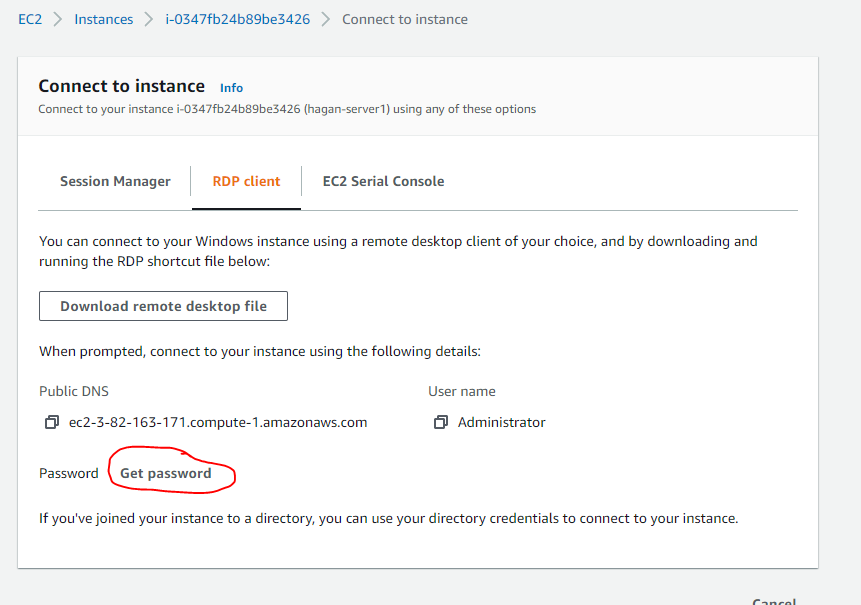 EC2 > Instances > i-0347fb24b89be3426 > Connect to instance
Connect to instance Info
Connect to your instance i-0347fb24b89be3426 (hagan-server1) using any of these options
Session Manager RDP client EC2 Serial Console
You can connect to your Windows instance using a remote desktop client of your choice, and by downloading and
running the RDP shortcut file below:
Download remote desktop file
When prompted, connect to your instance using the following details:
Public DNS User name
ec2-3-82-163-171.compute-1.amazonaws.com Administrator
Password Get password
If you've joined your instance to a directory, you can use your directory credentials to connect to your instance.
Cancel